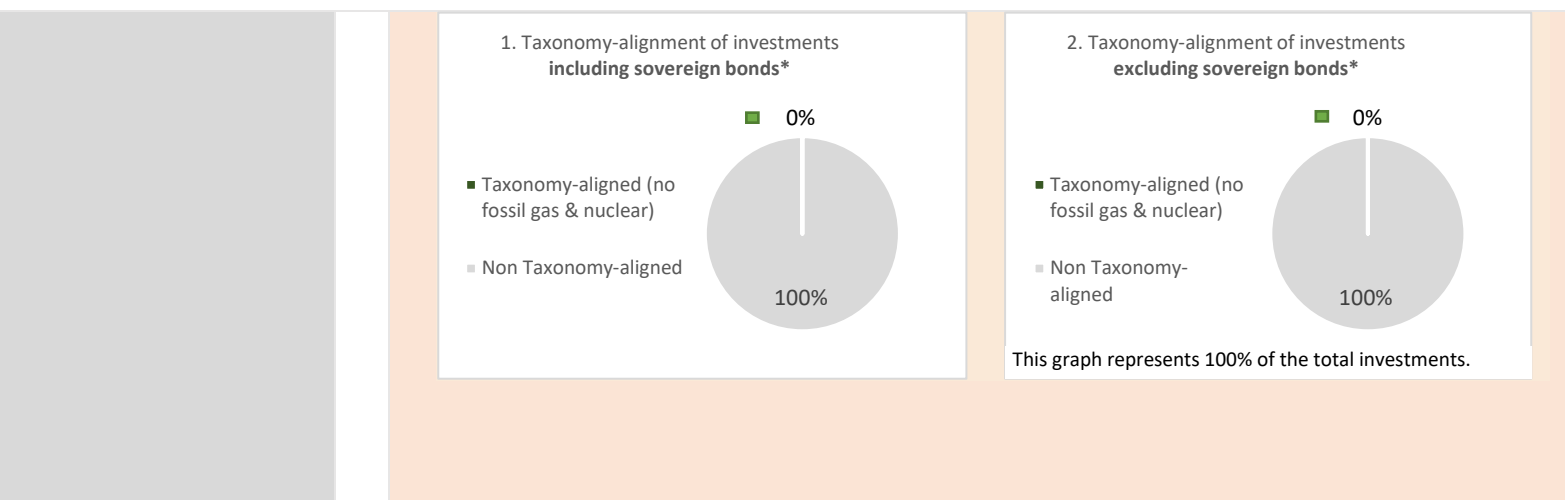 1. Taxonomy-alignment of investments
including sovereign bonds*
0%
Taxonomy-aligned (no
fossil gas & nuclear)
Non Taxonomy-aligned
100%
2. Taxonomy-alignment of investments
excluding sovereign bonds*
0%
Taxonomy-aligned (no
fossil gas & nuclear)
Non Taxonomy-
aligned
100%
This graph represents 100% of the total investments.